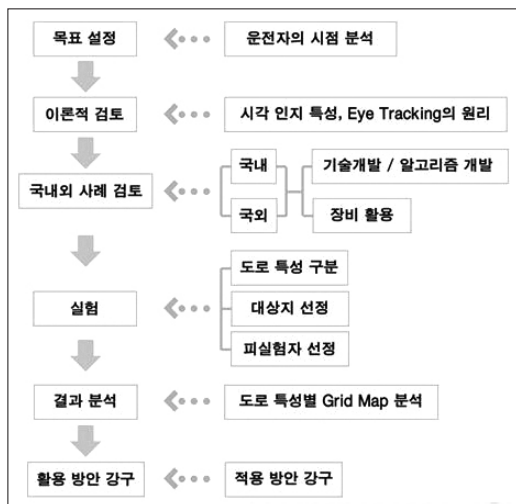 목표 설정
운전자의 시점 분석
이론적 검토
시각 인지 특성, Eye Tracking의 원리
국내외 사례 검토
국내
기술개발 / 알고리즘 개발
국외
장비 활용
실험
도로 특성 구분
대상지 선정
피실험자 선정
결과 분석
도로 특성별 Grid Map 분석
활용 방안 강구
적용 방안 강구